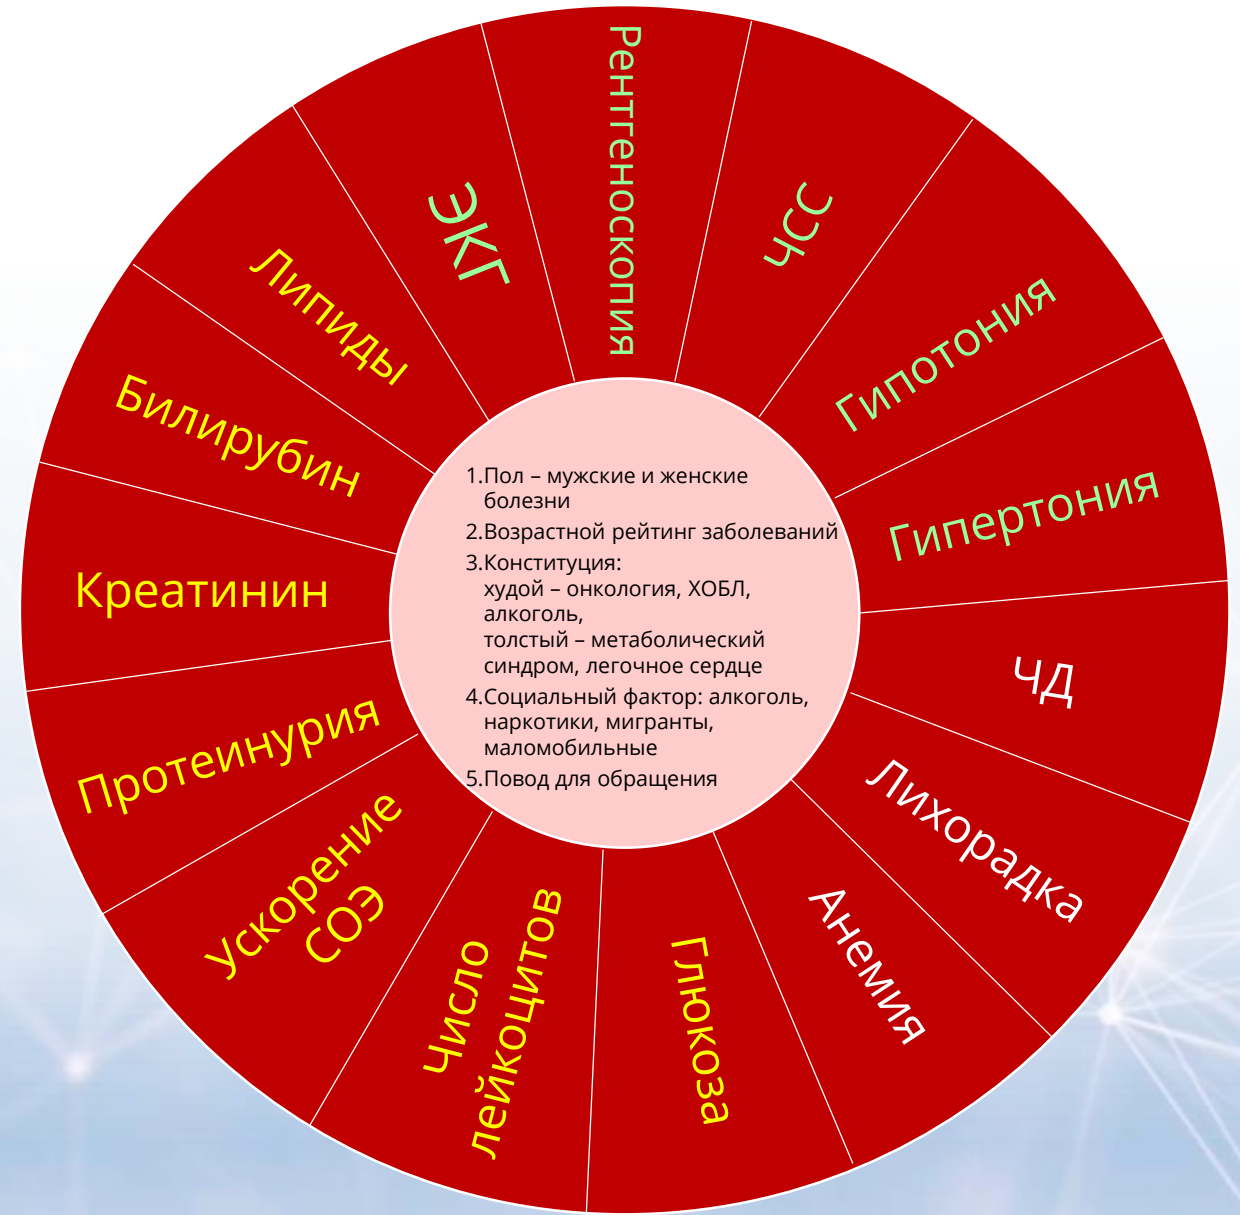 Рентгеноскопия
ЧСС
Гипотония
Гипертония
ЧД
Лихорадка
Анемия
Глюкоза
Число
лейкоцитов
Ускорение
СОЭ
Протеинурия
Креатинин
Билирубин
Липиды
ЭКГ
1.Пол – мужские и женские
болезни
2.Возрастной рейтинг заболеваний
3.Конституция:
худой – онкология, ХОБЛ,
алкоголь,
толстый – метаболический
синдром, легочное сердце
4.Социальный фактор: алкоголь,
наркотики, мигранты,
маломобильные
5.Повод для обращения